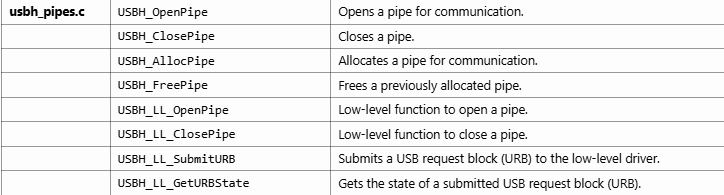 usbh_pipes.c USBH_OpenPipe Opens a pipe for communication.
USBH_ClosePipe Closes a pipe.
USBH_AllocPipe Allocates a pipe for communication.
USBH_FreePipe Frees a previously allocated pipe.
USBH_LL_OpenPipe Low-level function to open a pipe.
USBH_LL_ClosePipe Low-level function to close a pipe.
USBH_LL_SubmitURB Submits a USB request block (URB) to the low-level driver.
USBH_LL_GetURBState Gets the state of a submitted USB request block (URB).